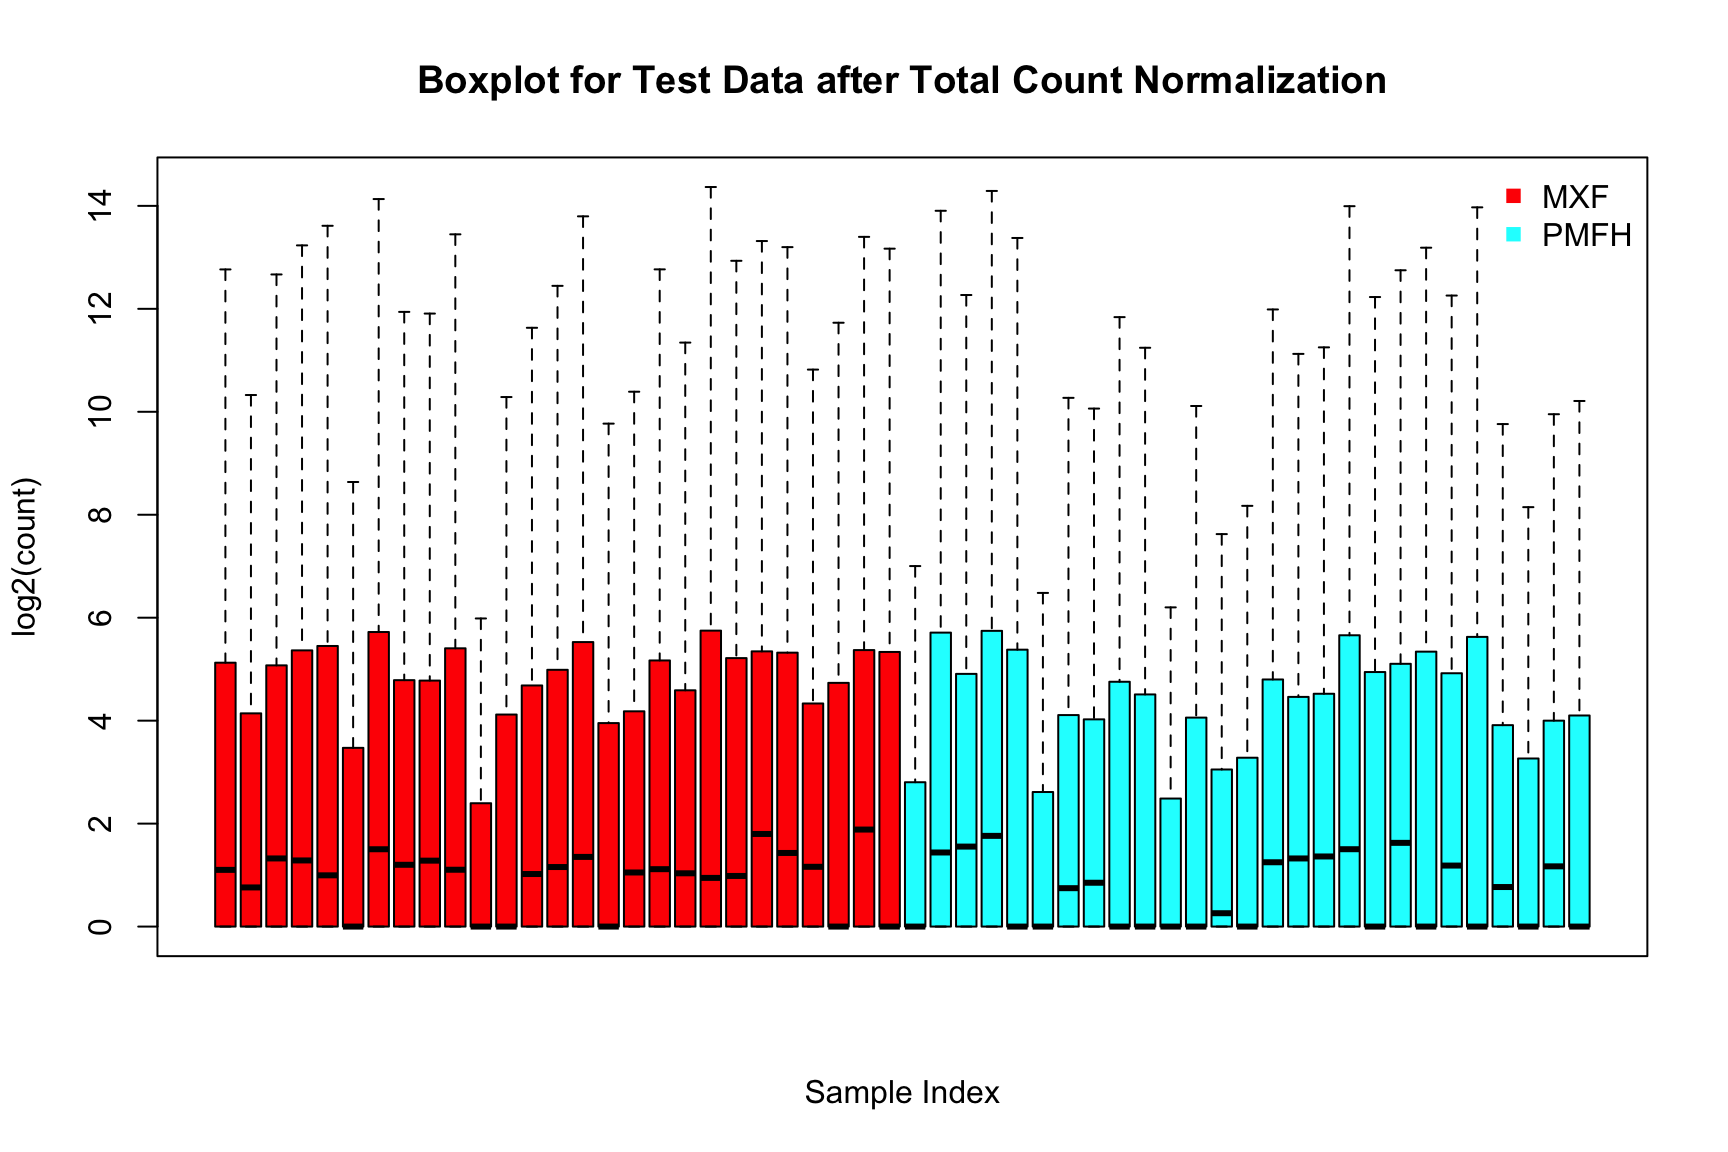 Boxplot for Test Data after Total Count Normalization
MXF
PMFH
14
12
10
8
6
4
2
0
log2(count)
Sample Index